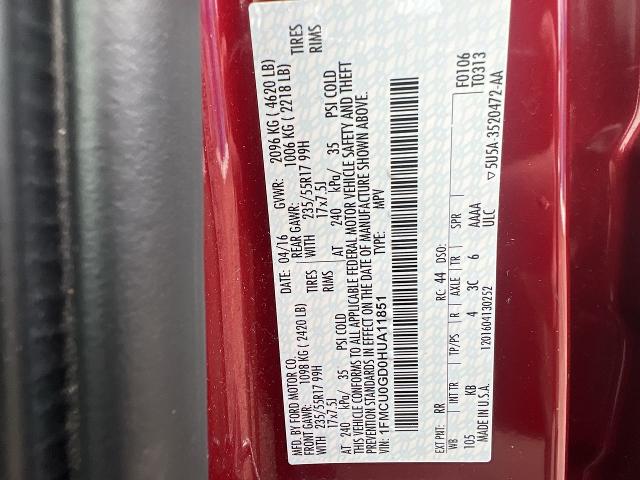 MFD. BY FORD MOTOR CO. DATE: 04/16 GVWR: 2096 KG ( 4620 LB)
FRONT GAWR: 1098 KG ( 2420 LB) REAR GAWR: 1006 KG ( 2218 LB)
235/55R17 99H TIRES WITH 235/55R17 99H TIRES
17x7.5J RIMS 17x7.5J RIMS
AT 240 kPa/ 35 PSI COLD AT 240 kPa/ 35 PSI COLD
THIS VEHICLE CONFORMS TO ALL APPLICABLE FEDERAL MOTOR VEHICLE SAFETY AND THEFT
PREVENTION STANDARDS IN EFFECT ON THE DATE OF MANUFACTURE SHOWN ABOVE.
VIN: 1FMCU0GD0HUA11851 TYPE: MPV
F0106
T0313
EXT PNT: RR RC: 44 DSO:
WB INT TR TP/PS R AXLE TR SPR
105 KB 4 3C 6 AAAA
MADE IN U.S.A. 1201604130252 ULC
▽5U5A-3520472-AA